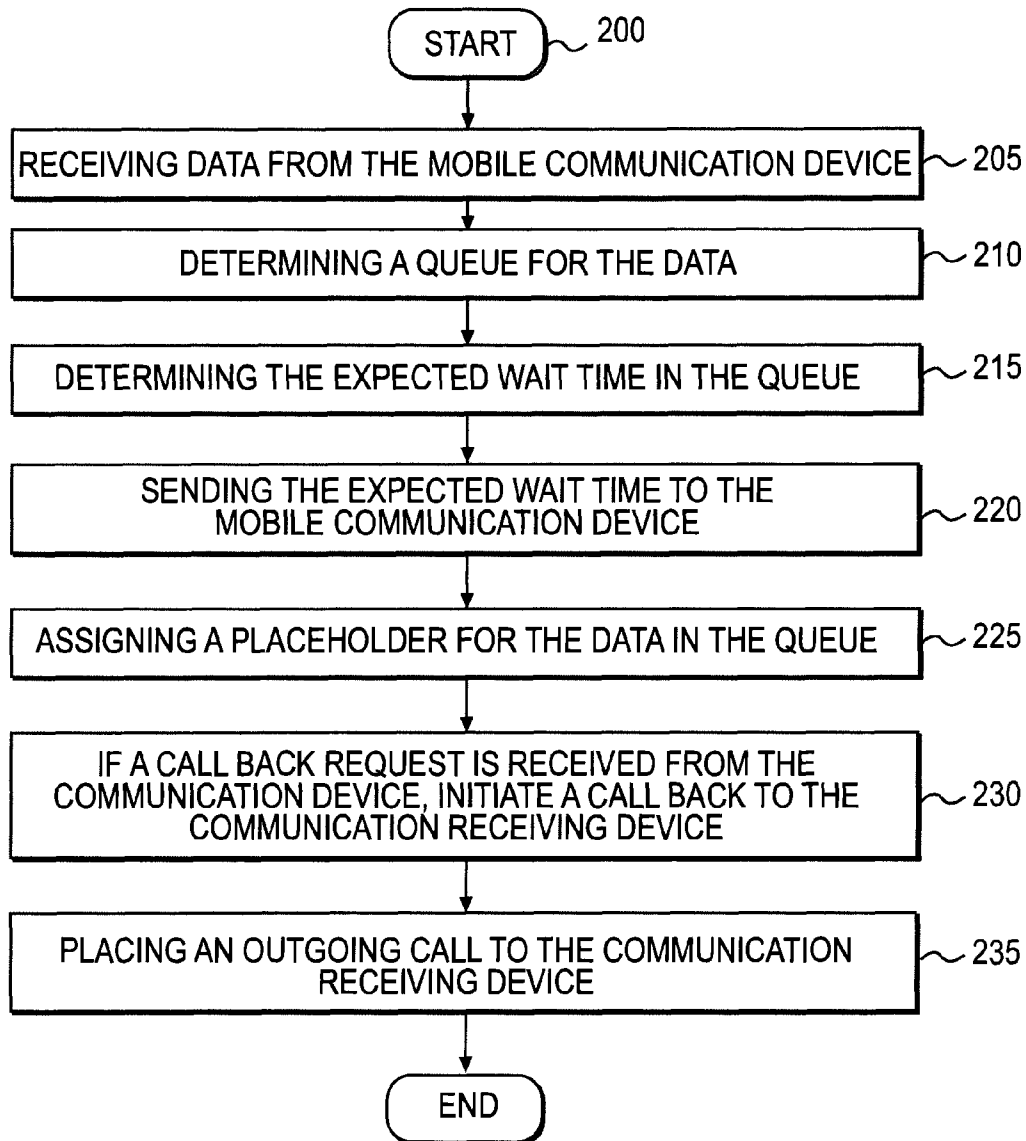 START
200
RECEIVING DATA FROM THE MOBILE COMMUNICATION DEVICE
205
DETERMINING A QUEUE FOR THE DATA
210
DETERMINING THE EXPECTED WAIT TIME IN THE QUEUE
215
SENDING THE EXPECTED WAIT TIME TO THE
MOBILE COMMUNICATION DEVICE
220
ASSIGNING A PLACEHOLDER FOR THE DATA IN THE QUEUE
225
IF A CALL BACK REQUEST IS RECEIVED FROM THE
COMMUNICATION DEVICE, INITIATE A CALL BACK TO THE
COMMUNICATION RECEIVING DEVICE
230
PLACING AN OUTGOING CALL TO THE COMMUNICATION
RECEIVING DEVICE
235
END